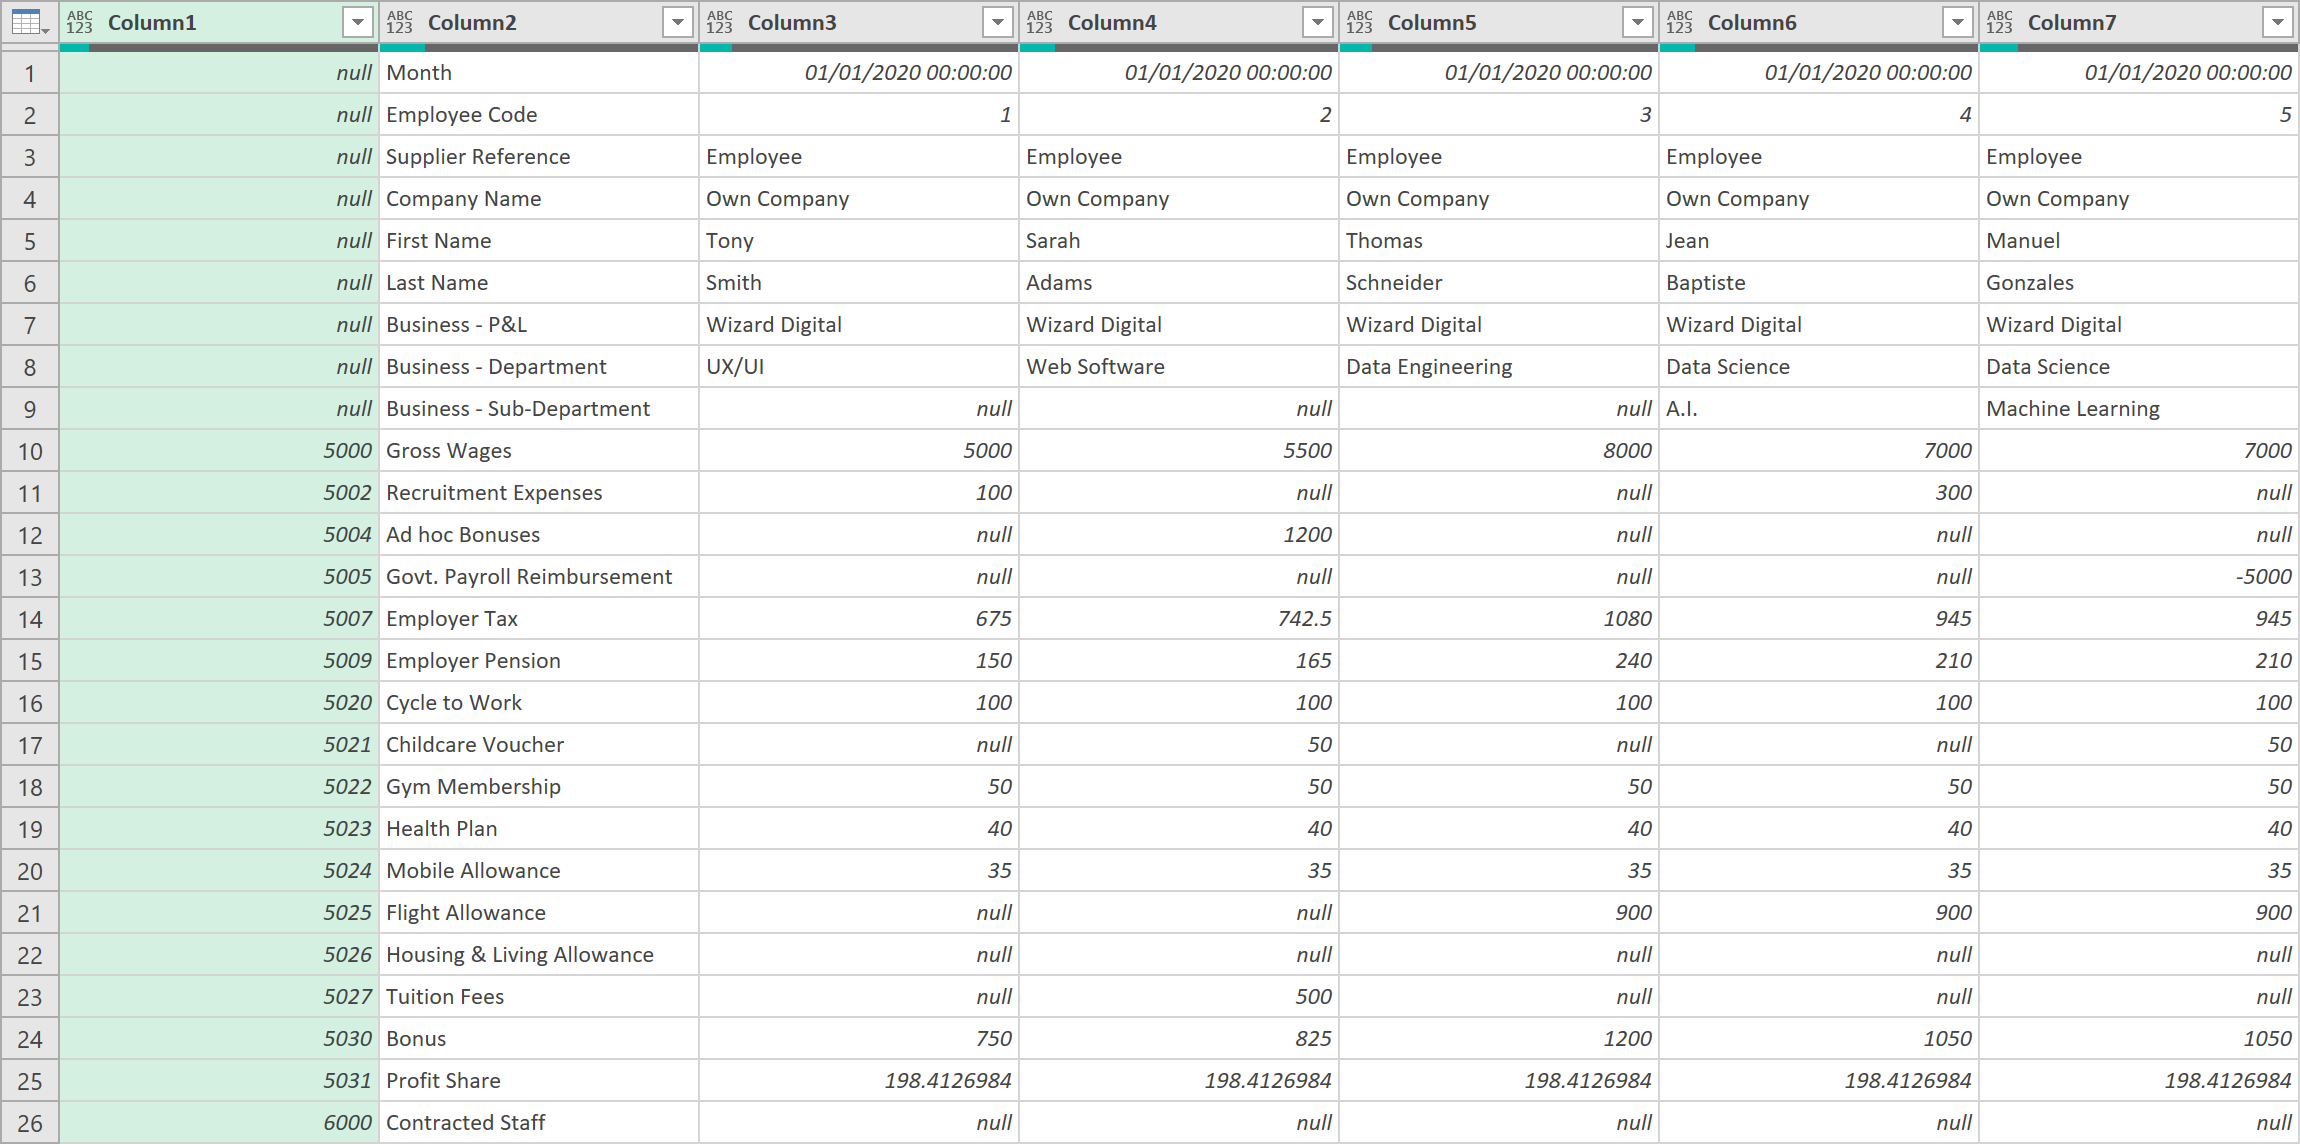 ABC 123 Column1 ABC 123 Column2 ABC 123 Column3 ABC 123 Column4 ABC 123 Column5 ABC 123 Column6 ABC 123 Column7
1 null Month 01/01/2020 00:00:00 01/01/2020 00:00:00 01/01/2020 00:00:00 01/01/2020 00:00:00 01/01/2020 00:00:00
2 null Employee Code 1 2 3 4 5
3 null Supplier Reference Employee Employee Employee Employee Employee
4 null Company Name Own Company Own Company Own Company Own Company Own Company
5 null First Name Tony Sarah Thomas Jean Manuel
6 null Last Name Smith Adams Schneider Baptiste Gonzales
7 null Business - P&L Wizard Digital Wizard Digital Wizard Digital Wizard Digital Wizard Digital
8 null Business - Department UX/UI Web Software Data Engineering Data Science Data Science
9 null Business - Sub-Department null null null A.I. Machine Learning
10 5000 Gross Wages 5000 5500 8000 7000 7000
11 5002 Recruitment Expenses 100 null null 300 null
12 5004 Ad hoc Bonuses null 1200 null null null
13 5005 Govt. Payroll Reimbursement null null null null -5000
14 5007 Employer Tax 675 742.5 1080 945 945
15 5009 Employer Pension 150 165 240 210 210
16 5020 Cycle to Work 100 100 100 100 100
17 5021 Childcare Voucher null 50 null null 50
18 5022 Gym Membership 50 50 50 50 50
19 5023 Health Plan 40 40 40 40 40
20 5024 Mobile Allowance 35 35 35 35 35
21 5025 Flight Allowance null null 900 900 900
22 5026 Housing & Living Allowance null null null null null
23 5027 Tuition Fees null 500 null null null
24 5030 Bonus 750 825 1200 1050 1050
25 5031 Profit Share 198.4126984 198.4126984 198.4126984 198.4126984 198.4126984
26 6000 Contracted Staff null null null null null